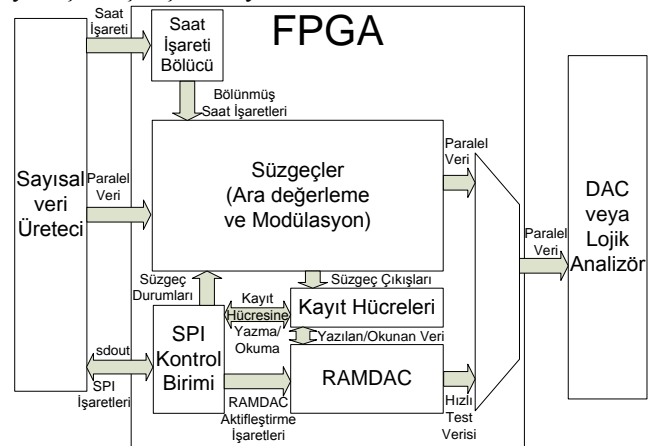 Saat
İşareti
Saat
İşareti
Bölücü
FPGA
Bölünmüş
Saat İşaretleri
Sayısal
veri
Üreteci
Paralel
Veri
Süzgeçler
(Ara değerleme
ve Modülasyon)
Paralel
Veri
Paralel
Veri
DAC
veya
Lojik
Analizör
Süzgeç
Durumları
Süzgeç Çıkışları
Kayıt
Hücresine
Yazma/
Okuma
Kayıt Hücreleri
Yazılan/Okunan Veri
sdout
SPI
İşaretleri
SPI
Kontrol
Birimi
RAMDAC
Aktifleştirme
İşaretleri
RAMDAC
Hızlı
Test
Verisi